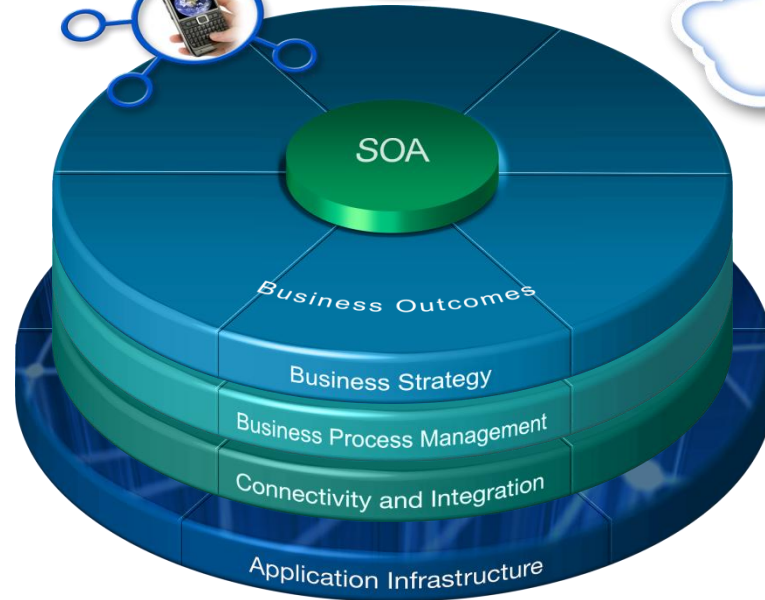 SOA
Business Outcomes
Business Strategy
Business Process Management
Connectivity and Integration
Application Infrastructure